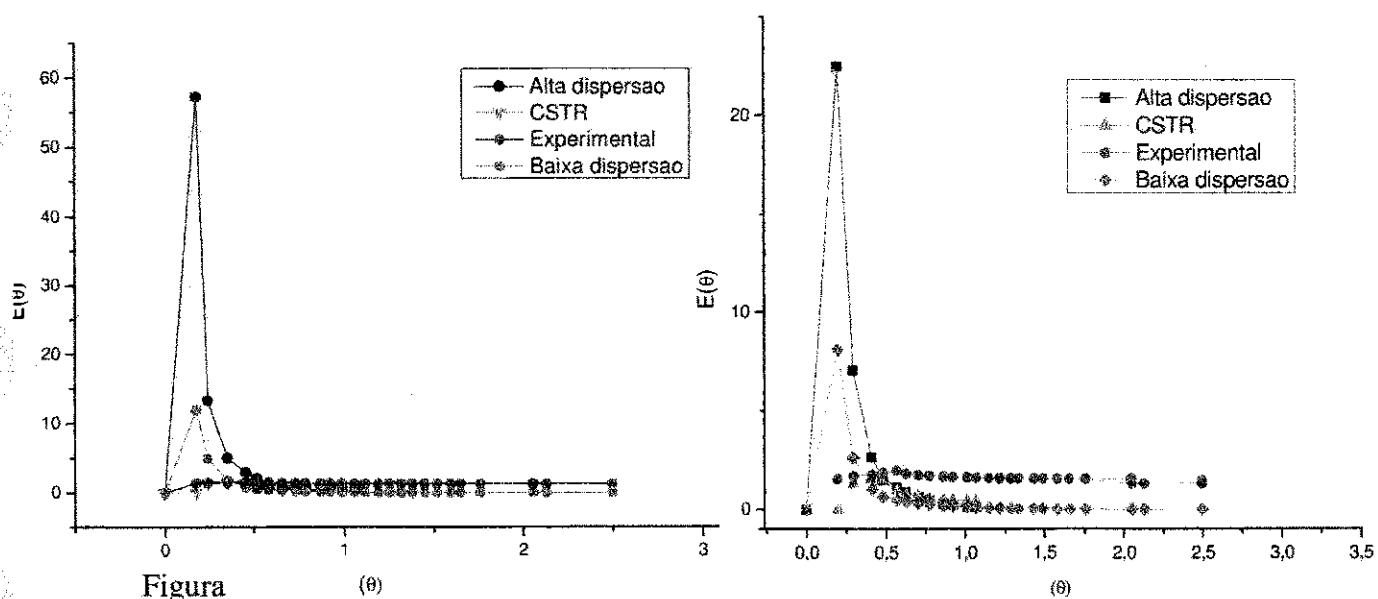 60
50
40
30
20
10
0
E(θ)
Alta dispersao
CSTR
Experimental
Baixa dispersao
0
1
2
3
Figura
(θ)
20
10
0
E(θ)
Alta dispersao
CSTR
Experimental
Baixa dispersao
0,0
0,5
1,0
1,5
2,0
2,5
3,0
3,5
(θ)